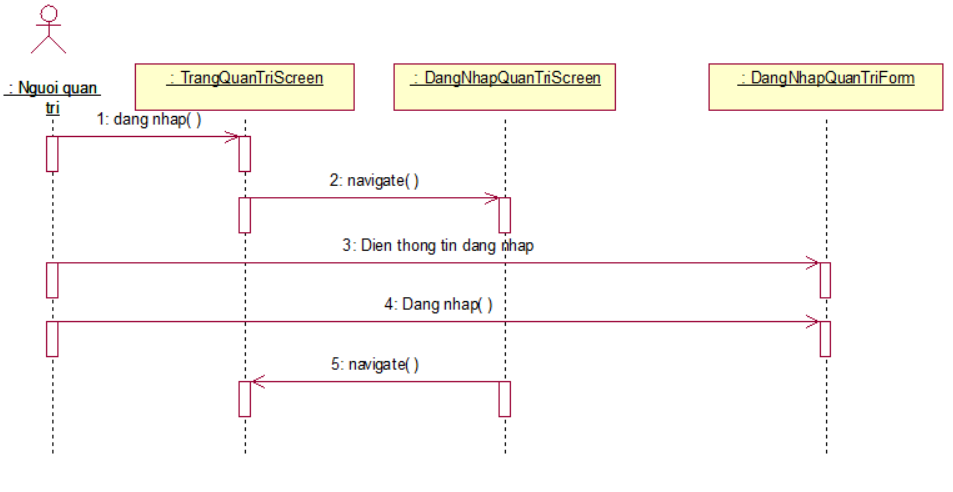 : Nguoi quan
tri
: TrangQuanTriScreen
: DangNhapQuanTriScreen
: DangNhapQuanTriForm
1: dang nhap( )
2: navigate( )
3: Dien thong tin dang nhap
4: Dang nhap( )
5: navigate( )